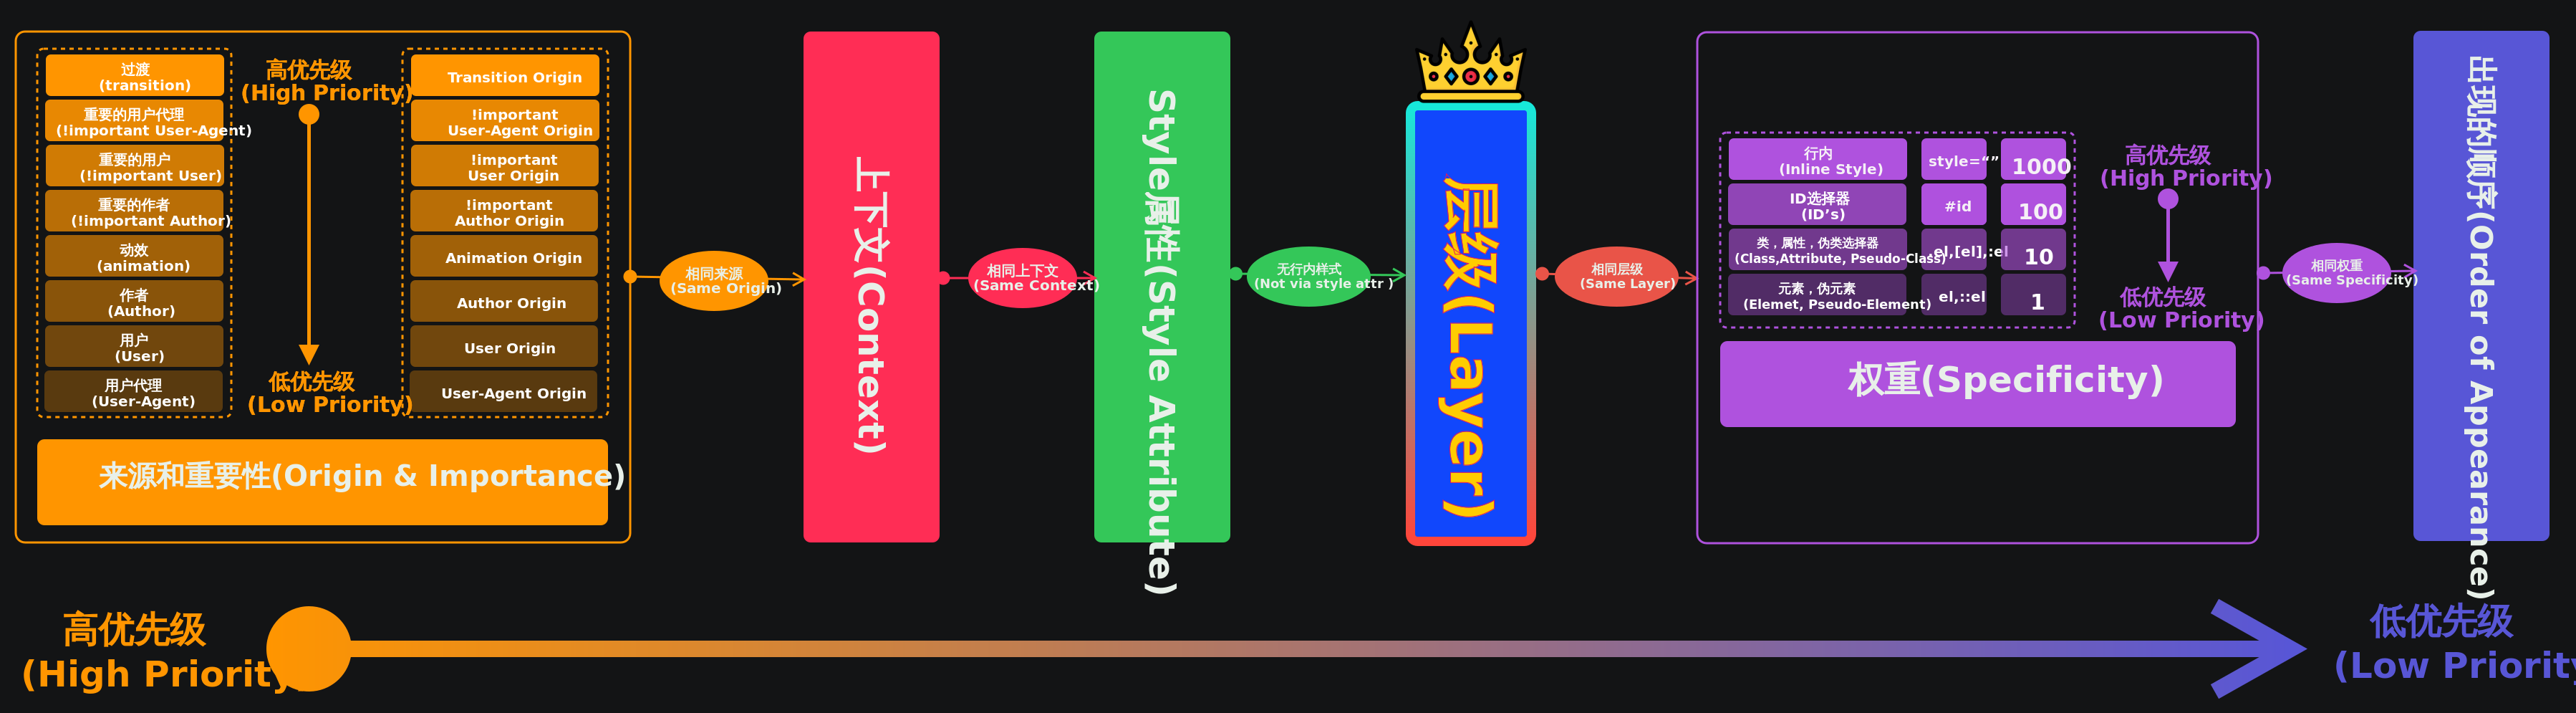 过渡
(transition)
重要的用户代理
(!important User-Agent)
重要的用户
(!important User)
重要的作者
(!important Author)
动效
(animation)
作者
(Author)
用户
(User)
用户代理
(User-Agent)
高优先级
(High Priority)
低优先级
(Low Priority)
Transition Origin
!important
User-Agent Origin
!important
User Origin
!important
Author Origin
Animation Origin
Author Origin
User Origin
User-Agent Origin
来源和重要性(Origin & Importance)
相同来源
(Same Origin)
上下文(Context)
相同上下文
(Same Context)
Style属性(Style Attribute)
无行内样式
(Not via style attr )
层级(Layer)
相同层级
(Same Layer)
行内
(Inline Style)
style=“”
1000
ID选择器
(ID’s)
#id
100
类，属性，伪类选择器
(Class,Attribute, Pseudo-Class)
.el,[el],:el
10
元素，伪元素
(Elemet, Pseudo-Element)
el,::el
1
高优先级
(High Priority)
低优先级
(Low Priority)
权重(Specificity)
相同权重
(Same Specificity)
出现的顺序(Order of Appearance)
高优先级
(High Priority)
低优先级
(Low Priority